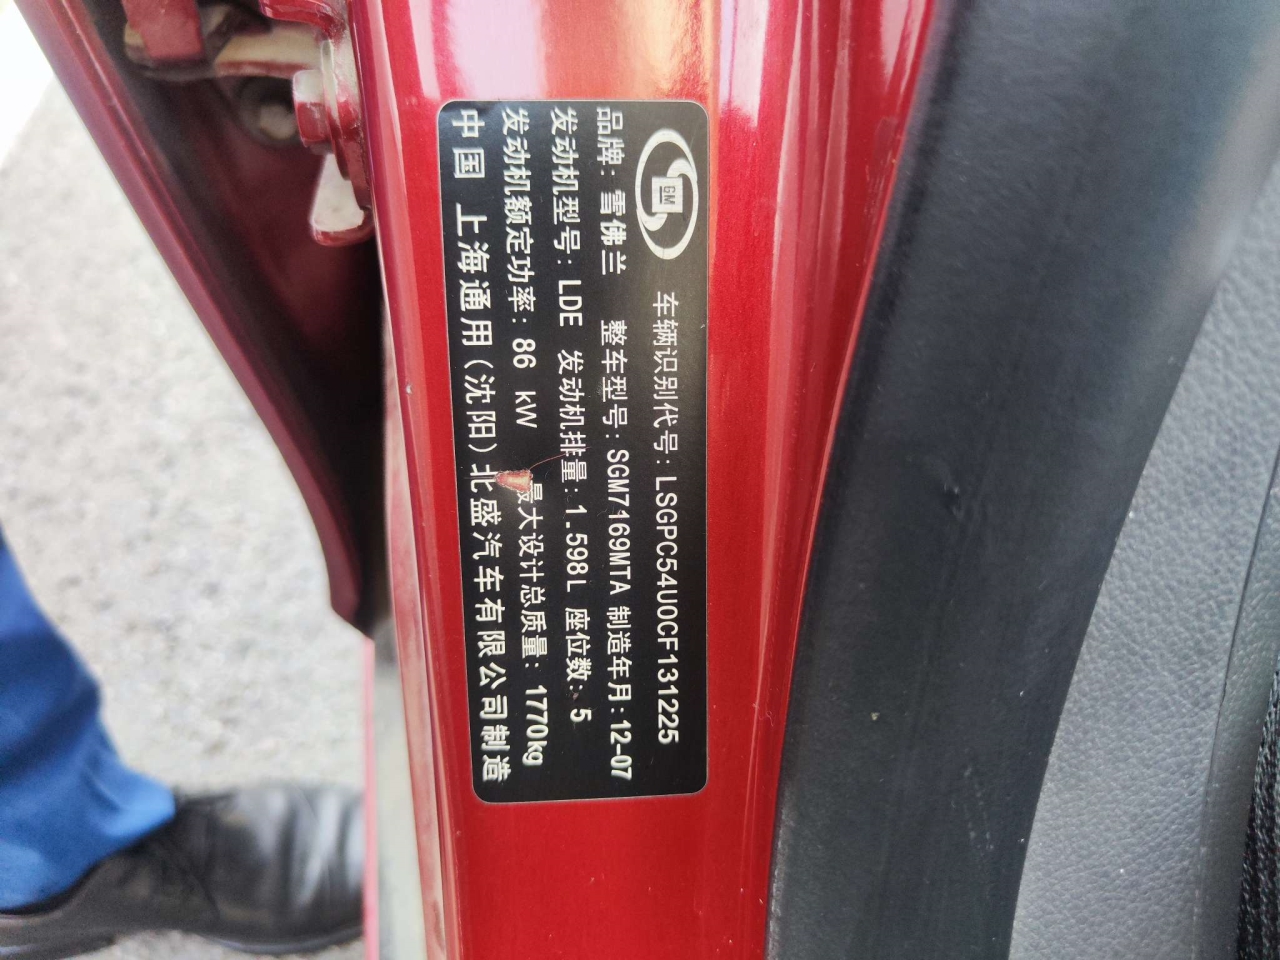 GM
车辆识别代号: LSGPC54U0CF131225
品牌: 雪佛兰 整车型号: SGM7169MTA 制造年月: 12-07
发动机型号: LDE 发动机排量: 1.598L 座位数: 5
发动机额定功率: 86 kW 最大设计总质量: 1770kg
中国 上海通用(沈阳)北盛汽车有限公司制造